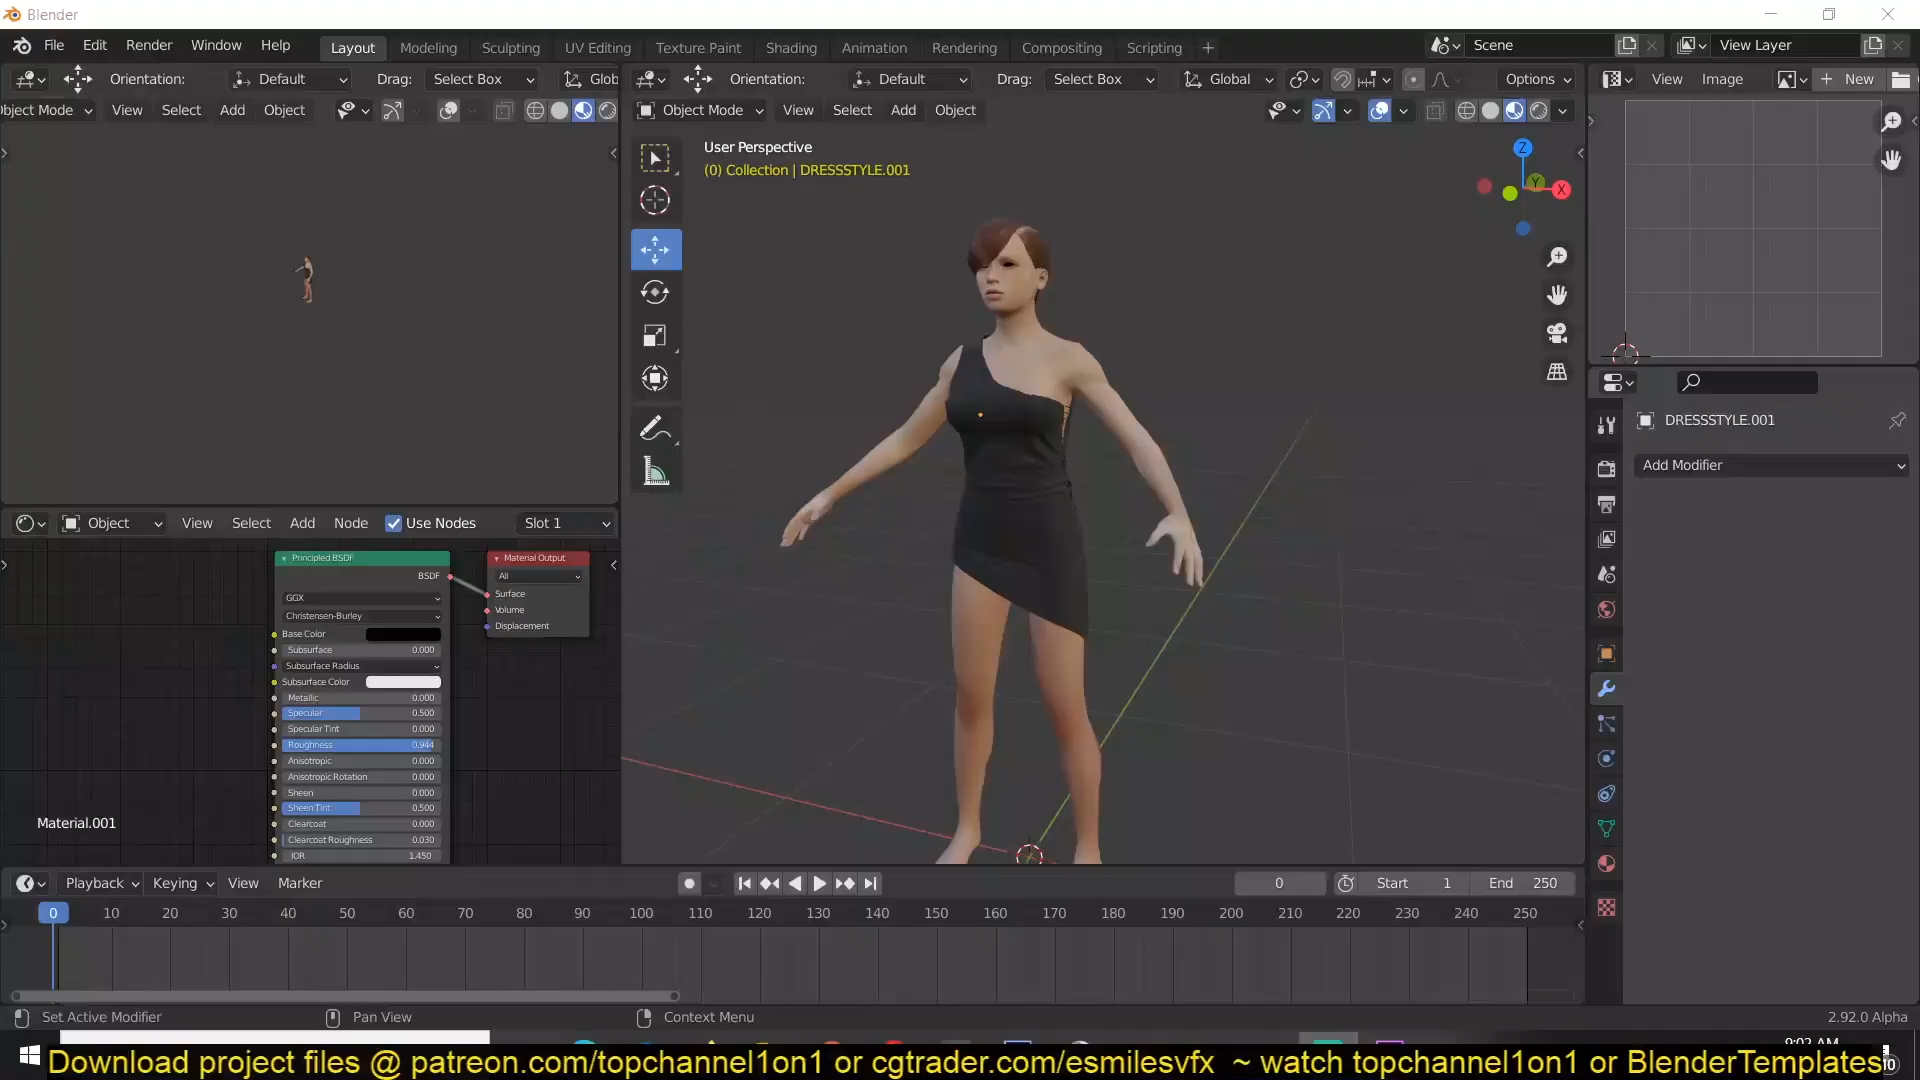 Blender
File Edit Render Window Help Layout Modeling Sculpting UV Editing Texture Paint Shading Animation Rendering Compositing Scripting + Scene View Layer
Orientation: Default Drag: Select Box Glob Orientation: Default Drag: Select Box Global Options View Image + New
bject Mode View Select Add Object Object Mode View Select Add Object
User Perspective
(0) Collection | DRESSSTYLE.001
Z
Y
X
DRESSSTYLE.001
Add Modifier
Object View Select Add Node Use Nodes Slot 1
Principled BSDF
BSDF
GGX
Christensen-Burley
Base Color
Subsurface 0.000
Subsurface Radius
Subsurface Color
Metallic 0.000
Specular 0.500
Specular Tint 0.000
Roughness 0.944
Anisotropic 0.000
Anisotropic Rotation 0.000
Sheen 0.000
Sheen Tint 0.500
Clearcoat 0.000
Clearcoat Roughness 0.030
IOR 1.450
Material Output
All
Surface
Volume
Displacement
Material.001
Playback Keying View Marker 0 Start 1 End 250
0 10 20 30 40 50 60 70 80 90 100 110 120 130 140 150 160 170 180 190 200 210 220 230 240 250
Set Active Modifier Pan View Context Menu 2.92.0 Alpha
Download project files @ patreon.com/topchannel1on1 or cgtrader.com/esmilesvfx ~ watch topchannel1on1 or BlenderTemplates